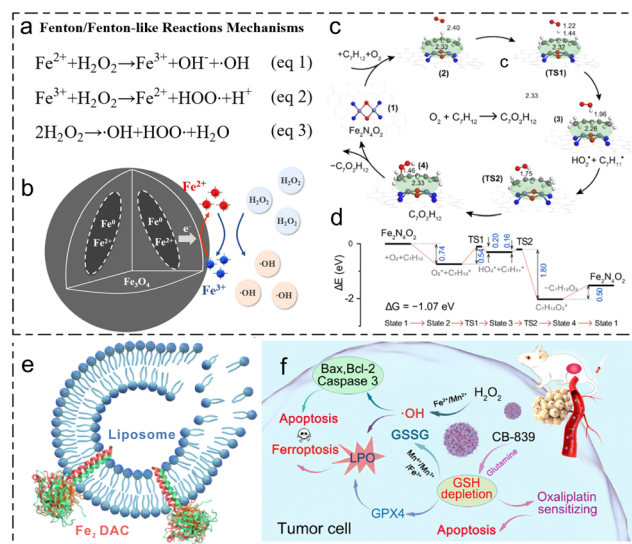 a Fenton/Fenton-like Reactions Mechanisms
Fe²⁺+H₂O₂→Fe³⁺+OH⁻+·OH (eq 1)
Fe³⁺+H₂O₂→Fe²⁺+HOO·+H⁺ (eq 2)
2H₂O₂→·OH+HOO·+H₂O (eq 3)
b
Fe⁰
Fe²⁺
Fe⁰
Fe²⁺
e⁻
Fe₃O₄
Fe²⁺
Fe³⁺
H₂O₂
H₂O₂
H₂O₂
·OH
·OH
·OH
c
2.40
2.33
(2)
1.22
1.44
2.32
(TS1)
+C₇H₁₂+O₂
c
2.33
(1)
Fe₂N₄O₂
O₂ + C₇H₁₂ → C₇O₂H₁₂
1.96
(3)
2.26
HO₂* + C₇H₁₁*
−C₇O₂H₁₂
(4)
1.46
2.33
C₇O₂H₁₂
(TS2)
1.75
d
ΔE (eV)
0
−2
Fe₂N₄O₂
+O₂+C₇H₁₂
0.74
O₂*+C₇H₁₂*
TS1
0.54
0.20
HO₂*+C₇H₁₁*
0.16
TS2
1.80
−C₇H₁₂O₂
C₇H₁₂O₂*
Fe₂N₄O₂
0.50
ΔG = −1.07 eV
State 1 → State 2 → TS1 → State 3 → TS2 → State 4 → State 1
e
Liposome
Fe₂ DAC
f
Bax,Bcl-2
Caspase 3
Apoptosis
Ferroptosis
LPO
·OH
Fe²⁺/Mn²⁺
H₂O₂
GSSG
Mn⁴⁺/Mn³⁺
/Fe³⁺
CB-839
Glutamine
GSH
depletion
GPX4
Oxaliplatin
sensitizing
Apoptosis
Tumor cell